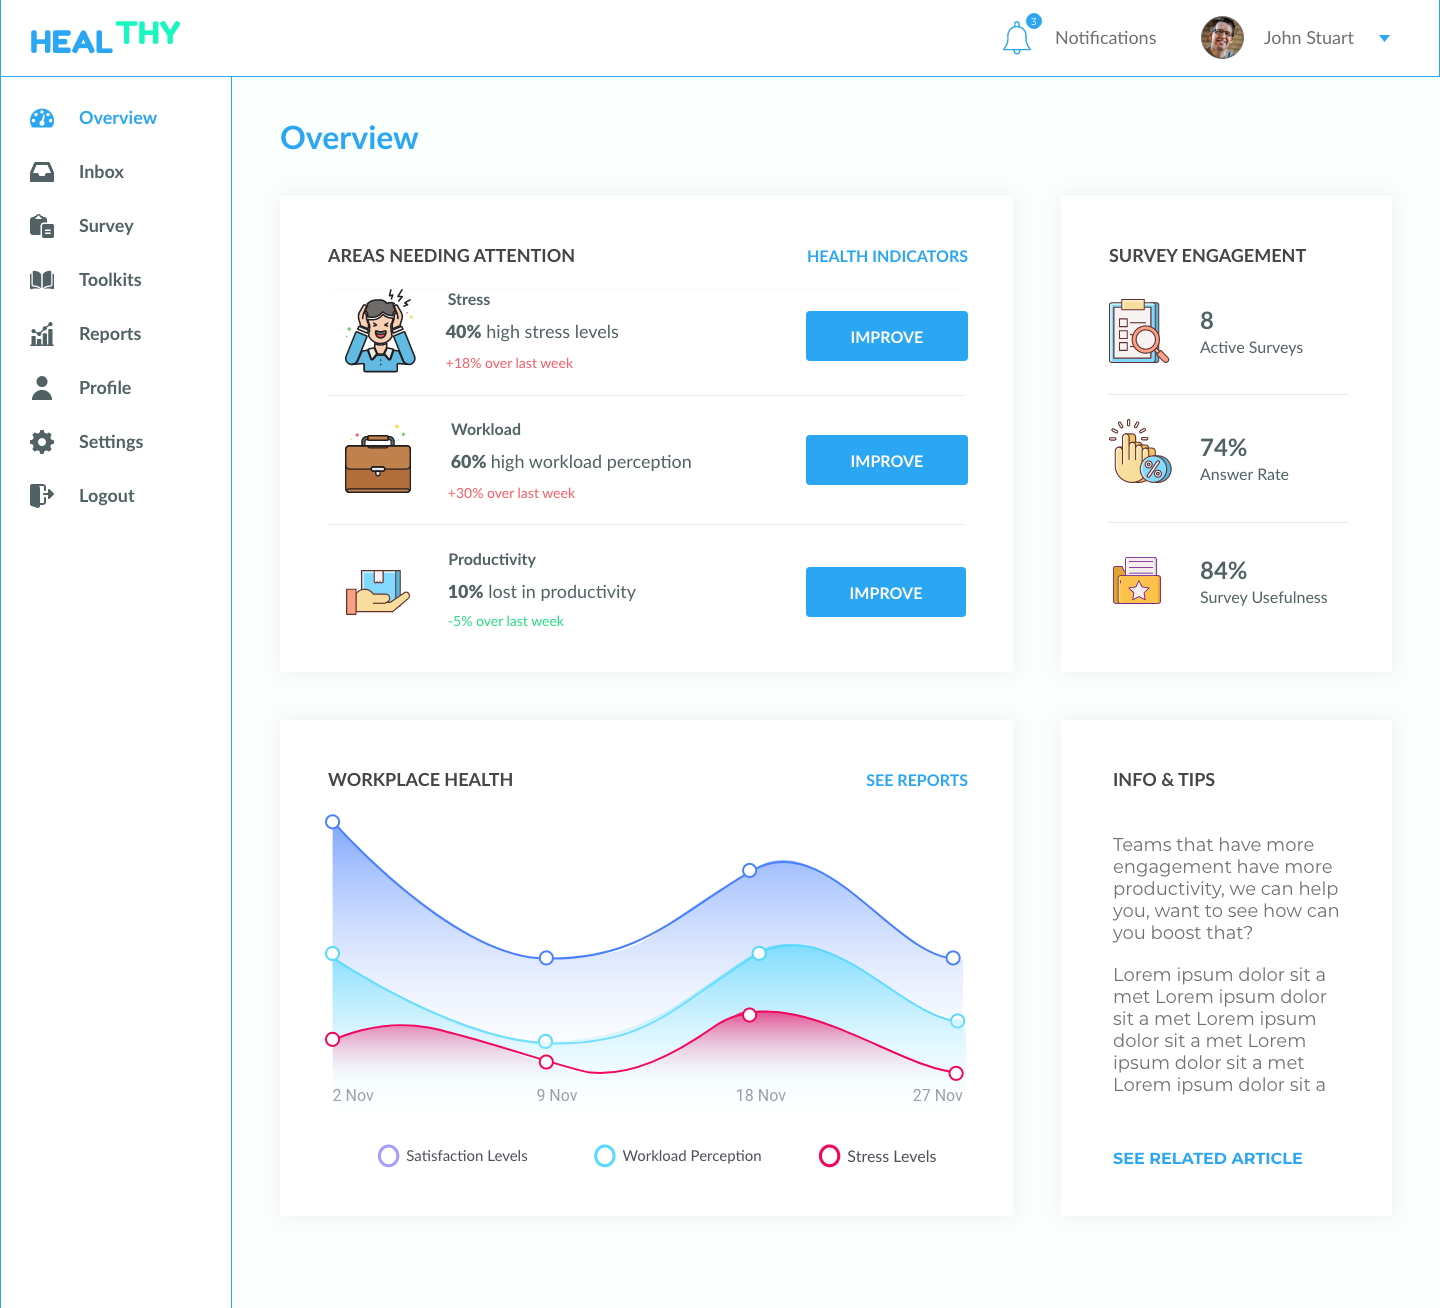 HEALTHY
3
Notifications
John Stuart
Overview
Inbox
Survey
Toolkits
Reports
Profile
Settings
Logout
Overview
AREAS NEEDING ATTENTION
HEALTH INDICATORS
Stress
40% high stress levels
+18% over last week
IMPROVE
Workload
60% high workload perception
+30% over last week
IMPROVE
Productivity
10% lost in productivity
-5% over last week
IMPROVE
SURVEY ENGAGEMENT
8
Active Surveys
%
74%
Answer Rate
84%
Survey Usefulness
WORKPLACE HEALTH
SEE REPORTS
2 Nov
9 Nov
18 Nov
27 Nov
Satisfaction Levels
Workload Perception
Stress Levels
INFO & TIPS
Teams that have more
engagement have more
productivity, we can help
you, want to see how can
you boost that?
Lorem ipsum dolor sit a
met Lorem ipsum dolor
sit a met Lorem ipsum
dolor sit a met Lorem
ipsum dolor sit a met
Lorem ipsum dolor sit a
SEE RELATED ARTICLE